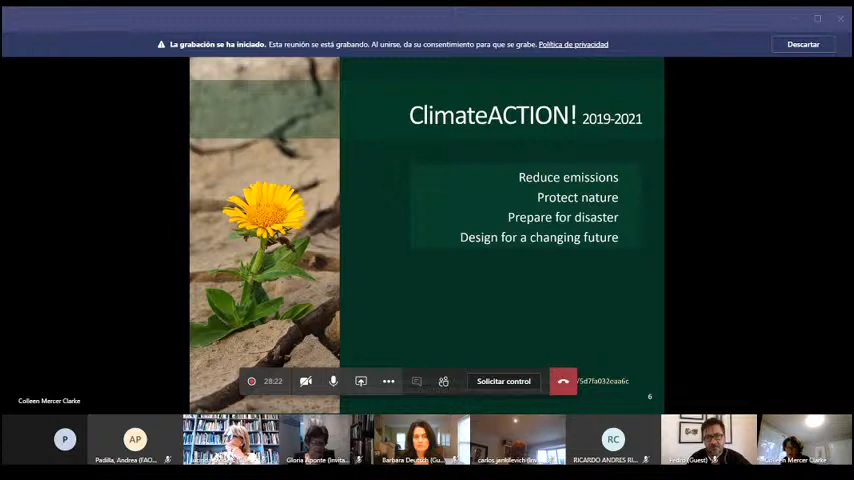 La grabación se ha iniciado. Esta reunión se está grabando. Al unirse, da su consentimiento para que se grabe. Política de privacidad
Descartar
ClimateACTION! 2019-2021
Reduce emissions
Protect nature
Prepare for disaster
Design for a changing future
28:22
Solicitar control
75d7fa032eaa6c
6
Colleen Mercer Clarke
P
AP
RC
Padilla, Andrea (FAO...
Gloria Aponte (Invita...
Barbara Deutsch (Gu...
carlos jankilevich (Inv...
RICARDO ANDRES RI...
Pedro (Guest)
Colleen Mercer Clarke